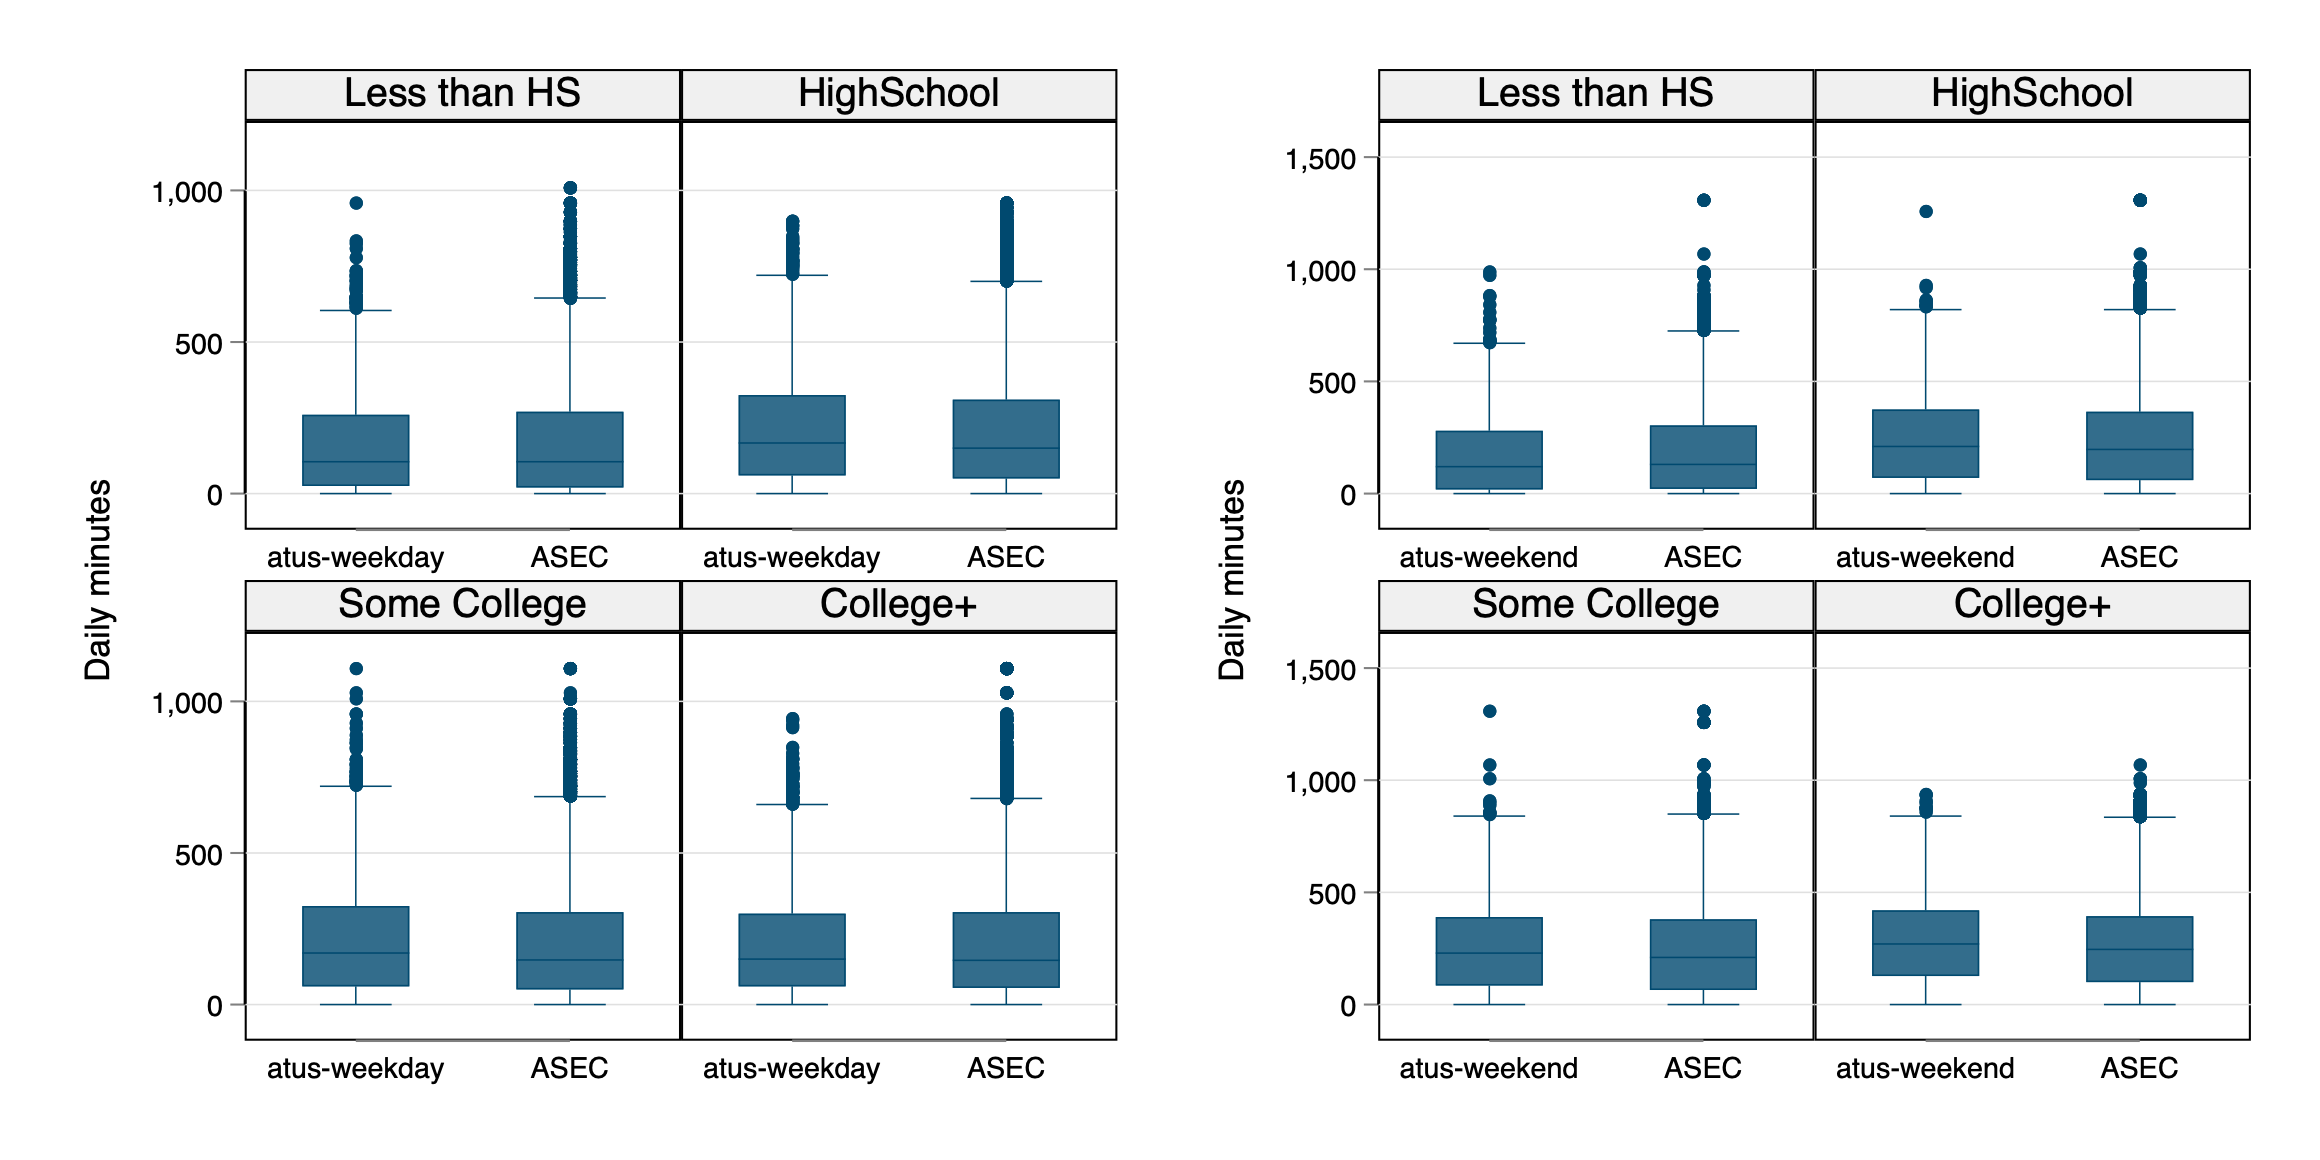 Daily minutes
Less than HS HighSchool
1,000
500
0
atus-weekday ASEC atus-weekday ASEC
Some College College+
1,000
500
0
atus-weekday ASEC atus-weekday ASEC
Daily minutes
Less than HS HighSchool
1,500
1,000
500
0
atus-weekend ASEC atus-weekend ASEC
Some College College+
1,500
1,000
500
0
atus-weekend ASEC atus-weekend ASEC